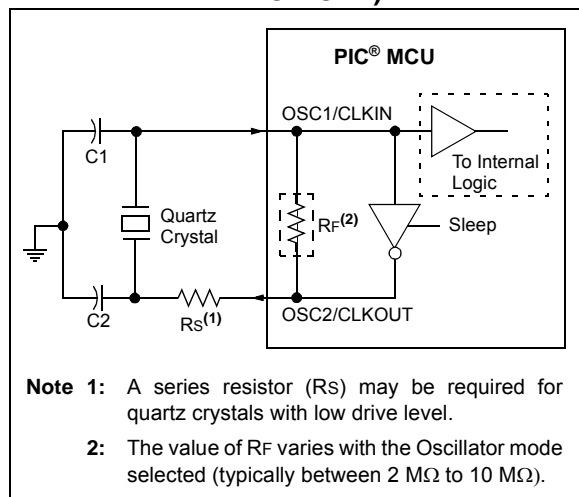 PIC® MCU
OSC1/CLKIN
C1
To Internal
Logic
Quartz
Crystal
RF(2)
Sleep
C2
RS(1)
OSC2/CLKOUT
Note 1: A series resistor (RS) may be required for
quartz crystals with low drive level.
2: The value of RF varies with the Oscillator mode
selected (typically between 2 MΩ to 10 MΩ).